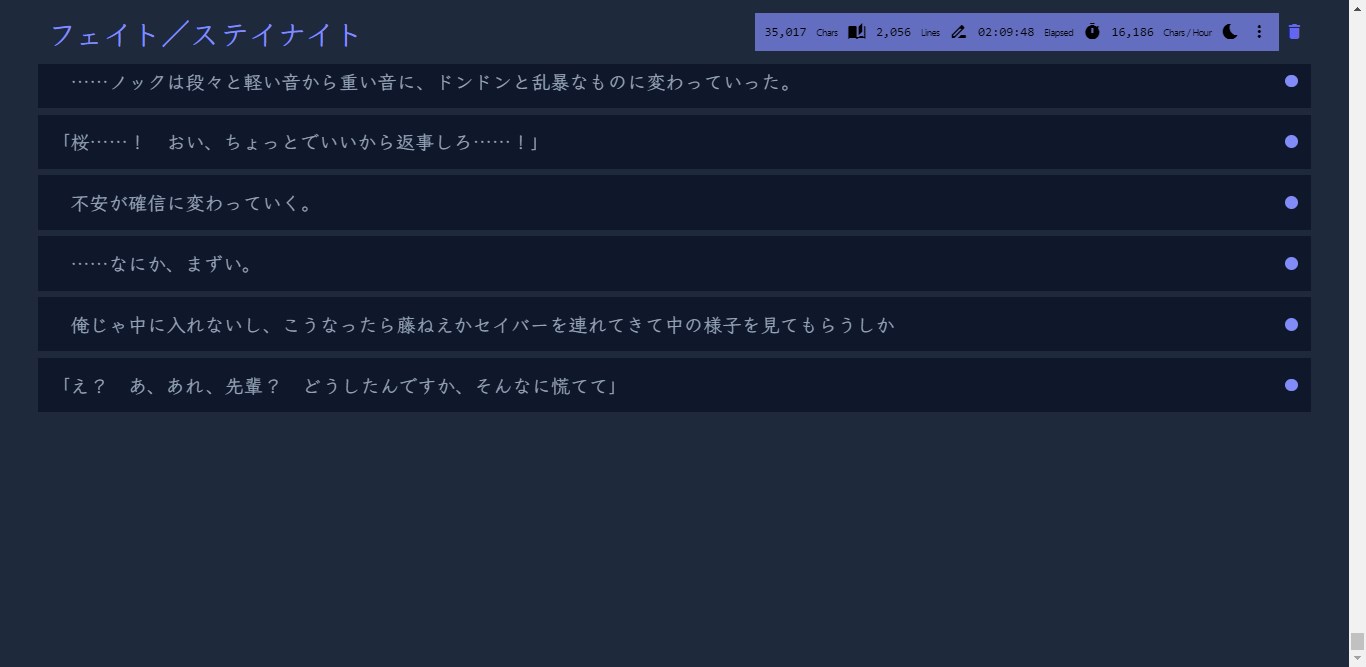 フェイト／ステイナイト
35,017 Chars 2,056 Lines 02:09:48 Elapsed 16,186 Chars / Hour
……ノックは段々と軽い音から重い音に、ドンドンと乱暴なものに変わっていった。
「桜……！　おい、ちょっとでいいから返事しろ……！」
不安が確信に変わっていく。
……なにか、まずい。
俺じゃ中に入れないし、こうなったら藤ねえかセイバーを連れてきて中の様子を見てもらうしか
「え？　あ、あれ、先輩？　どうしたんですか、そんなに慌てて」